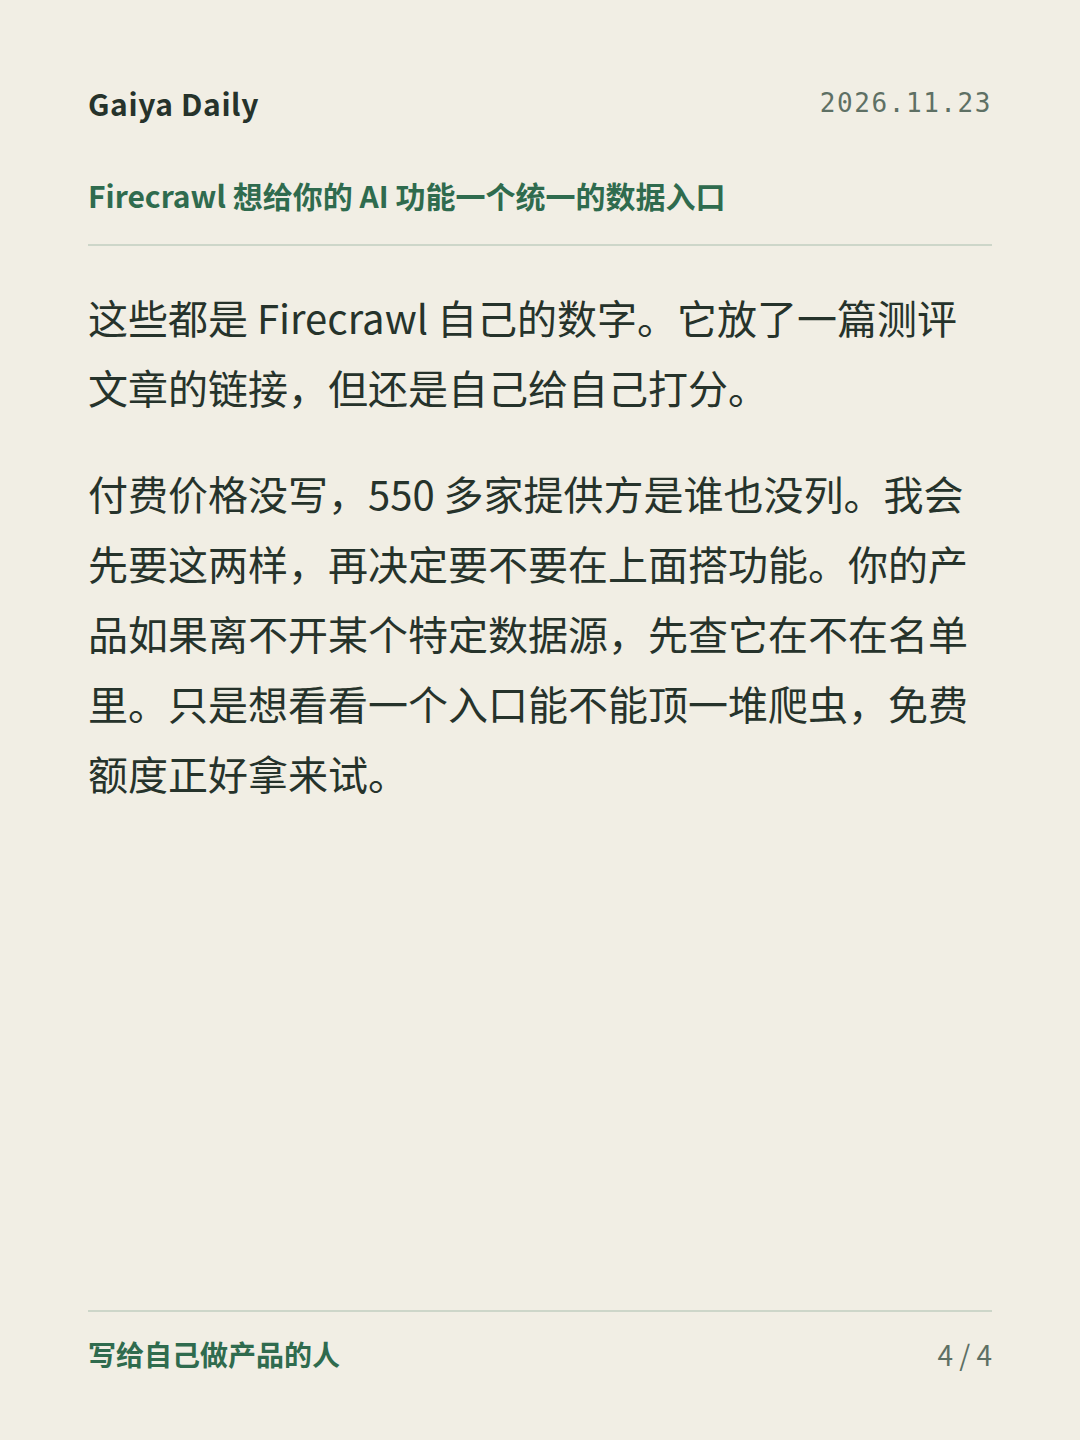 Gaiya Daily
2026.11.23
Firecrawl 想给你的 AI 功能一个统一的数据入口
这些都是 Firecrawl 自己的数字。它放了一篇测评
文章的链接，但还是自己给自己打分。
付费价格没写，550 多家提供方是谁也没列。我会
先要这两样，再决定要不要在上面搭功能。你的产
品如果离不开某个特定数据源，先查它在不在名单
里。只是想看看一个入口能不能顶一堆爬虫，免费
额度正好拿来试。
写给自己做产品的人
4 / 4